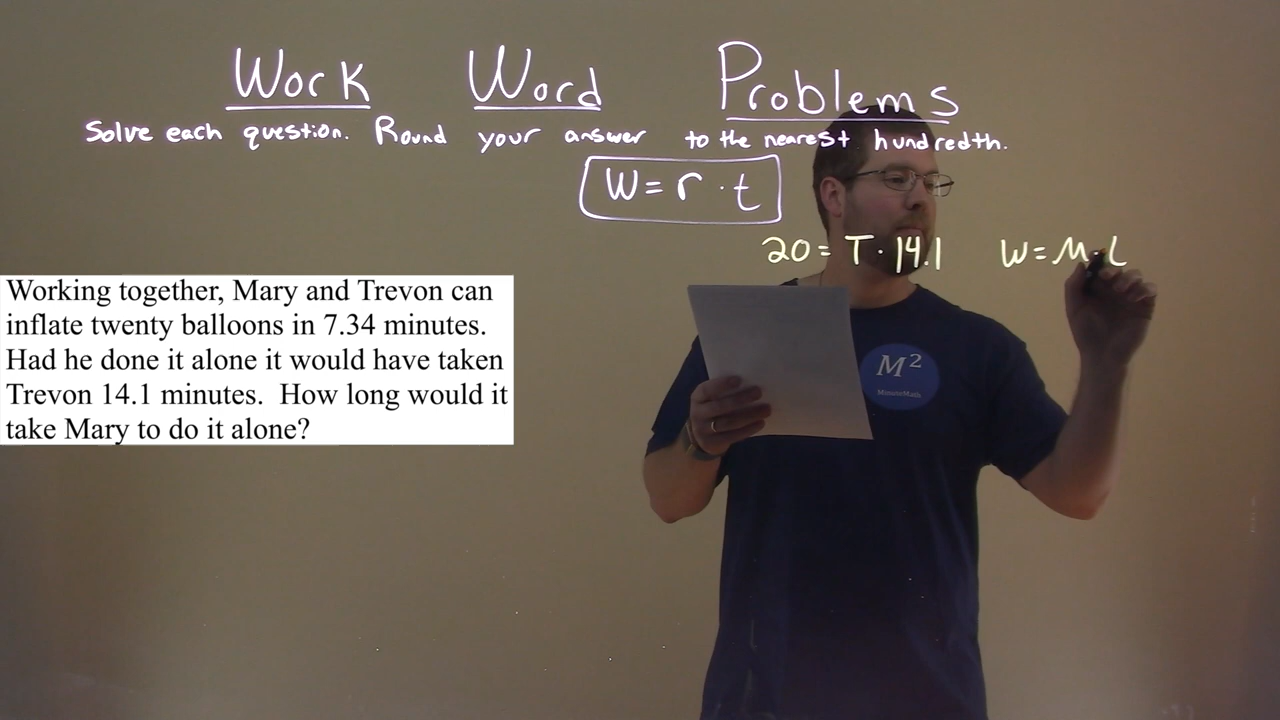 Work Word Problems
Solve each question. Round your answer to the nearest hundredth.
W = r · t
20 = T · 14.1 W = M · L
Working together, Mary and Trevon can
inflate twenty balloons in 7.34 minutes.
Had he done it alone it would have taken
Trevon 14.1 minutes. How long would it
take Mary to do it alone?
M²
MinuteMath